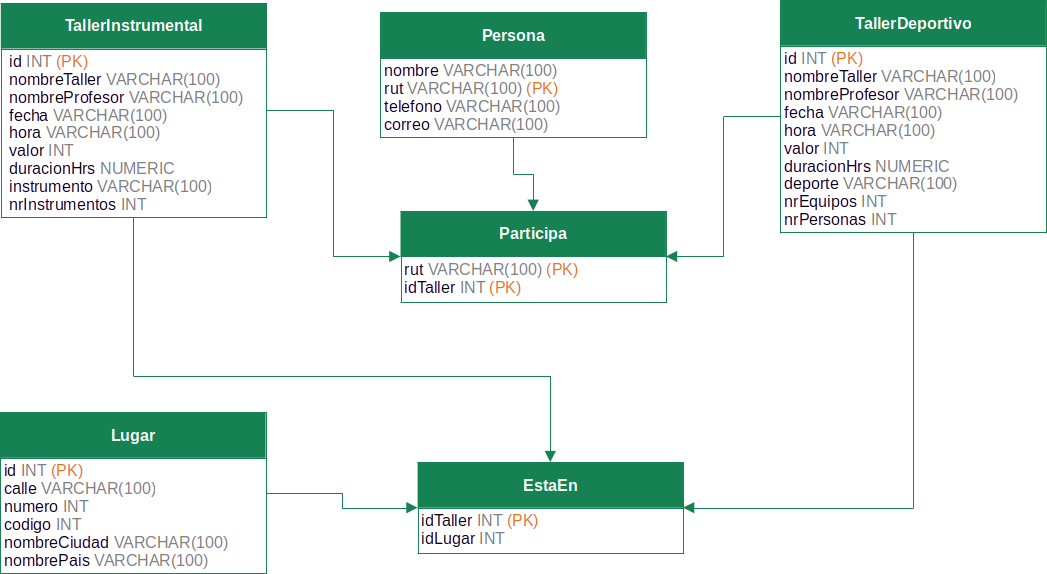 TallerInstrumental
id INT (PK)
nombreTaller VARCHAR(100)
nombreProfesor VARCHAR(100)
fecha VARCHAR(100)
hora VARCHAR(100)
valor INT
duracionHrs NUMERIC
instrumento VARCHAR(100)
nrInstrumentos INT
Persona
nombre VARCHAR(100)
rut VARCHAR(100) (PK)
telefono VARCHAR(100)
correo VARCHAR(100)
TallerDeportivo
id INT (PK)
nombreTaller VARCHAR(100)
nombreProfesor VARCHAR(100)
fecha VARCHAR(100)
hora VARCHAR(100)
valor INT
duracionHrs NUMERIC
deporte VARCHAR(100)
nrEquipos INT
nrPersonas INT
Participa
rut VARCHAR(100) (PK)
idTaller INT (PK)
Lugar
id INT (PK)
calle VARCHAR(100)
numero INT
codigo INT
nombreCiudad VARCHAR(100)
nombrePais VARCHAR(100)
EstaEn
idTaller INT (PK)
idLugar INT